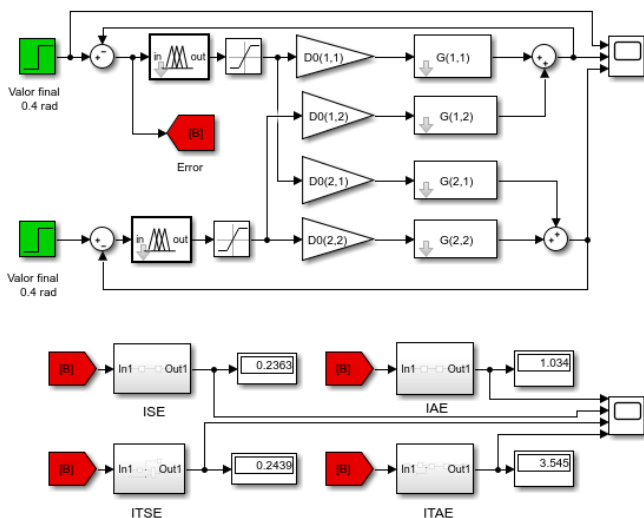 Valor final
0.4 rad
+
−
in out
D0(1,1)
G(1,1)
+
+
D0(1,2)
G(1,2)
[B]
Error
D0(2,1)
G(2,1)
Valor final
0.4 rad
+
−
in out
D0(2,2)
G(2,2)
+
+
[B]
In1 Out1
0.2363
ISE
[B]
In1 Out1
1.034
IAE
[B]
In1 Out1
0.2439
ITSE
[B]
In1 Out1
3.545
ITAE